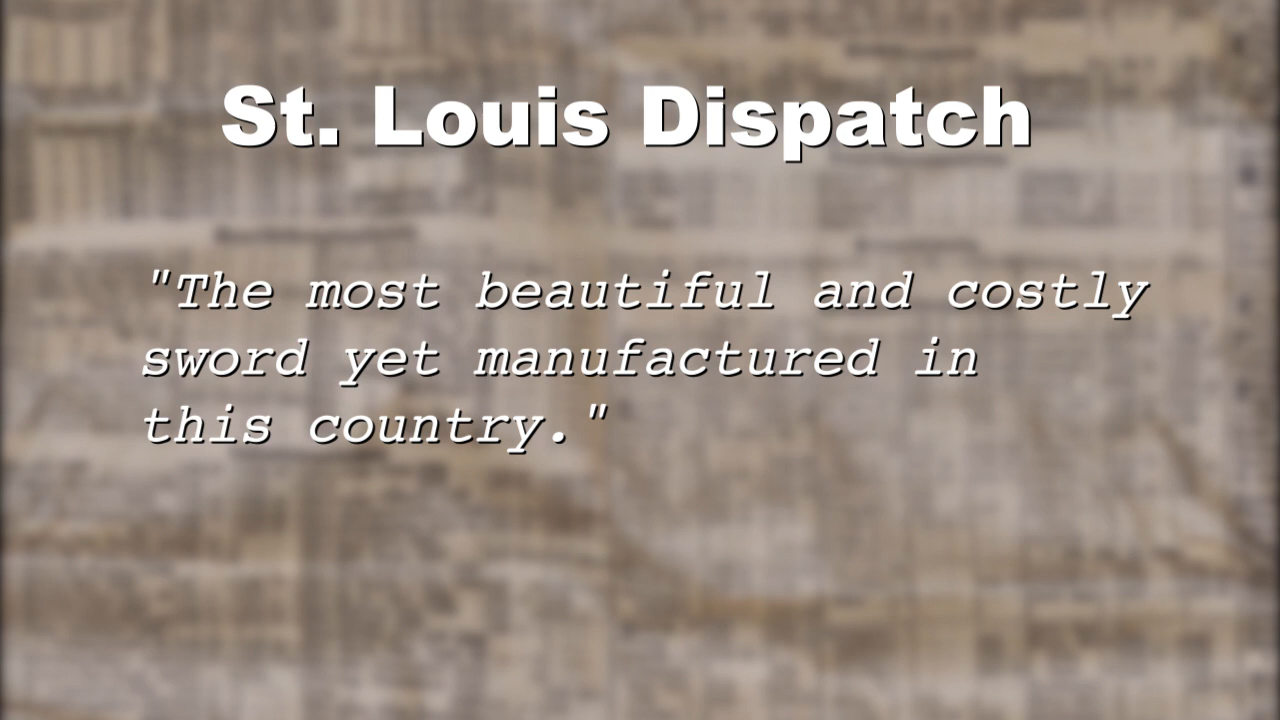 St. Louis Dispatch
"The most beautiful and costly
sword yet manufactured in
this country."